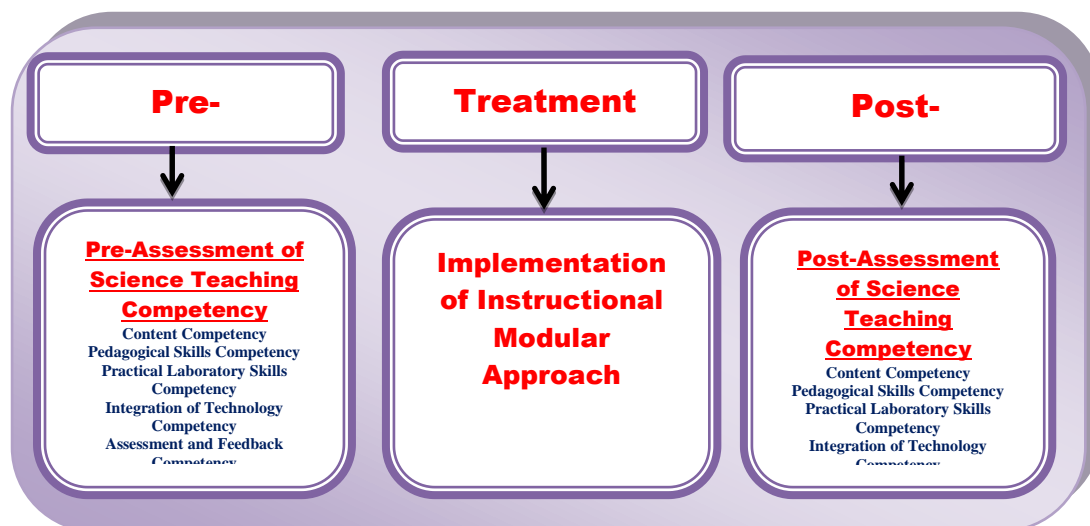 Pre-
Treatment
Post-
Pre-Assessment of
Science Teaching
Competency
Content Competency
Pedagogical Skills Competency
Practical Laboratory Skills
Competency
Integration of Technology
Competency
Assessment and Feedback
Competency
Implementation
of Instructional
Modular
Approach
Post-Assessment
of Science
Teaching
Competency
Content Competency
Pedagogical Skills Competency
Practical Laboratory Skills
Competency
Integration of Technology
Competency